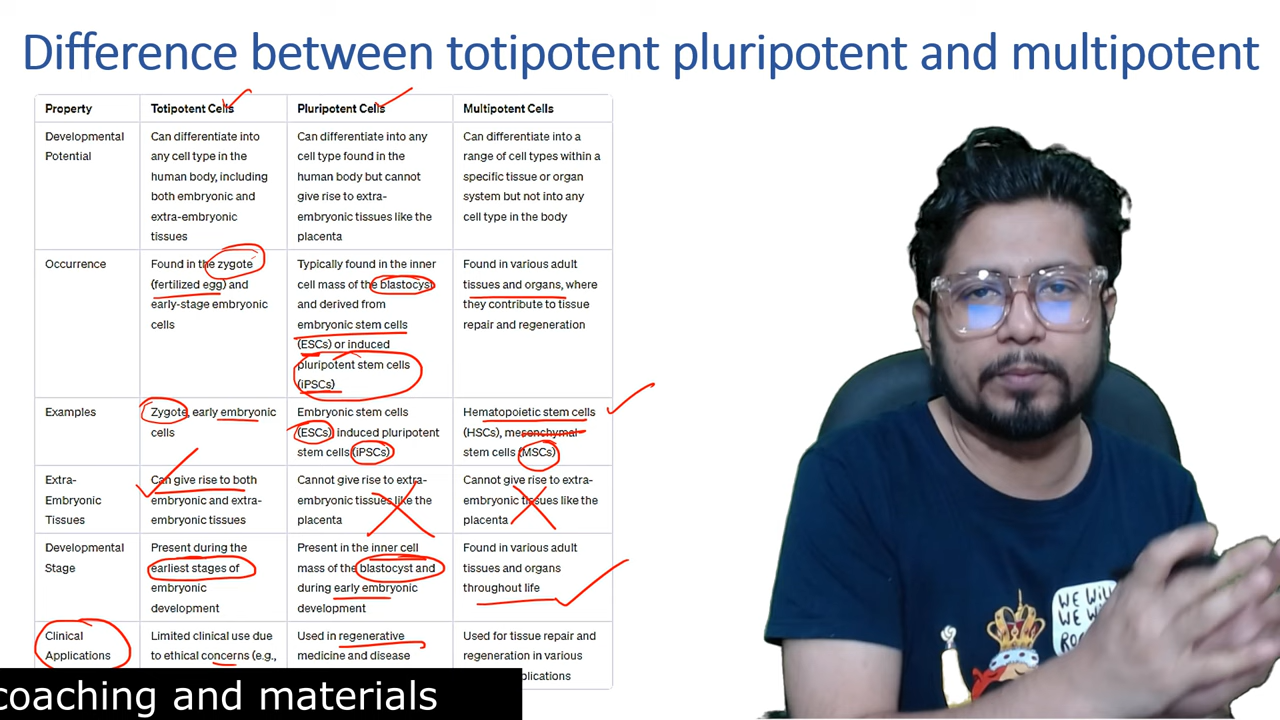 Difference between totipotent pluripotent and multipotent
Property
Totipotent Cells
Pluripotent Cells
Multipotent Cells
Developmental
Potential
Can differentiate into
any cell type in the
human body, including
both embryonic and
extra-embryonic
tissues
Can differentiate into any
cell type found in the
human body but cannot
give rise to extra-
embryonic tissues like the
placenta
Can differentiate into a
range of cell types within a
specific tissue or organ
system but not into any
cell type in the body
Occurrence
Found in the zygote
(fertilized egg) and
early-stage embryonic
cells
Typically found in the inner
cell mass of the blastocyst
and derived from
embryonic stem cells
(ESCs) or induced
pluripotent stem cells
(iPSCs)
Found in various adult
tissues and organs, where
they contribute to tissue
repair and regeneration
Examples
Zygote, early embryonic
cells
Embryonic stem cells
(ESCs), induced pluripotent
stem cells (iPSCs)
Hematopoietic stem cells
(HSCs), mesenchymal
stem cells (MSCs)
Extra-
Embryonic
Tissues
Can give rise to both
embryonic and extra-
embryonic tissues
Cannot give rise to extra-
embryonic tissues like the
placenta
Cannot give rise to extra-
embryonic tissues like the
placenta
Developmental
Stage
Present during the
earliest stages of
embryonic
development
Present in the inner cell
mass of the blastocyst and
during early embryonic
development
Found in various adult
tissues and organs
throughout life
Clinical
Applications
Limited clinical use due
to ethical concerns (e.g.,
Used in regenerative
medicine and disease
Used for tissue repair and
regeneration in various
coaching and materials
WE WILL
WE WI